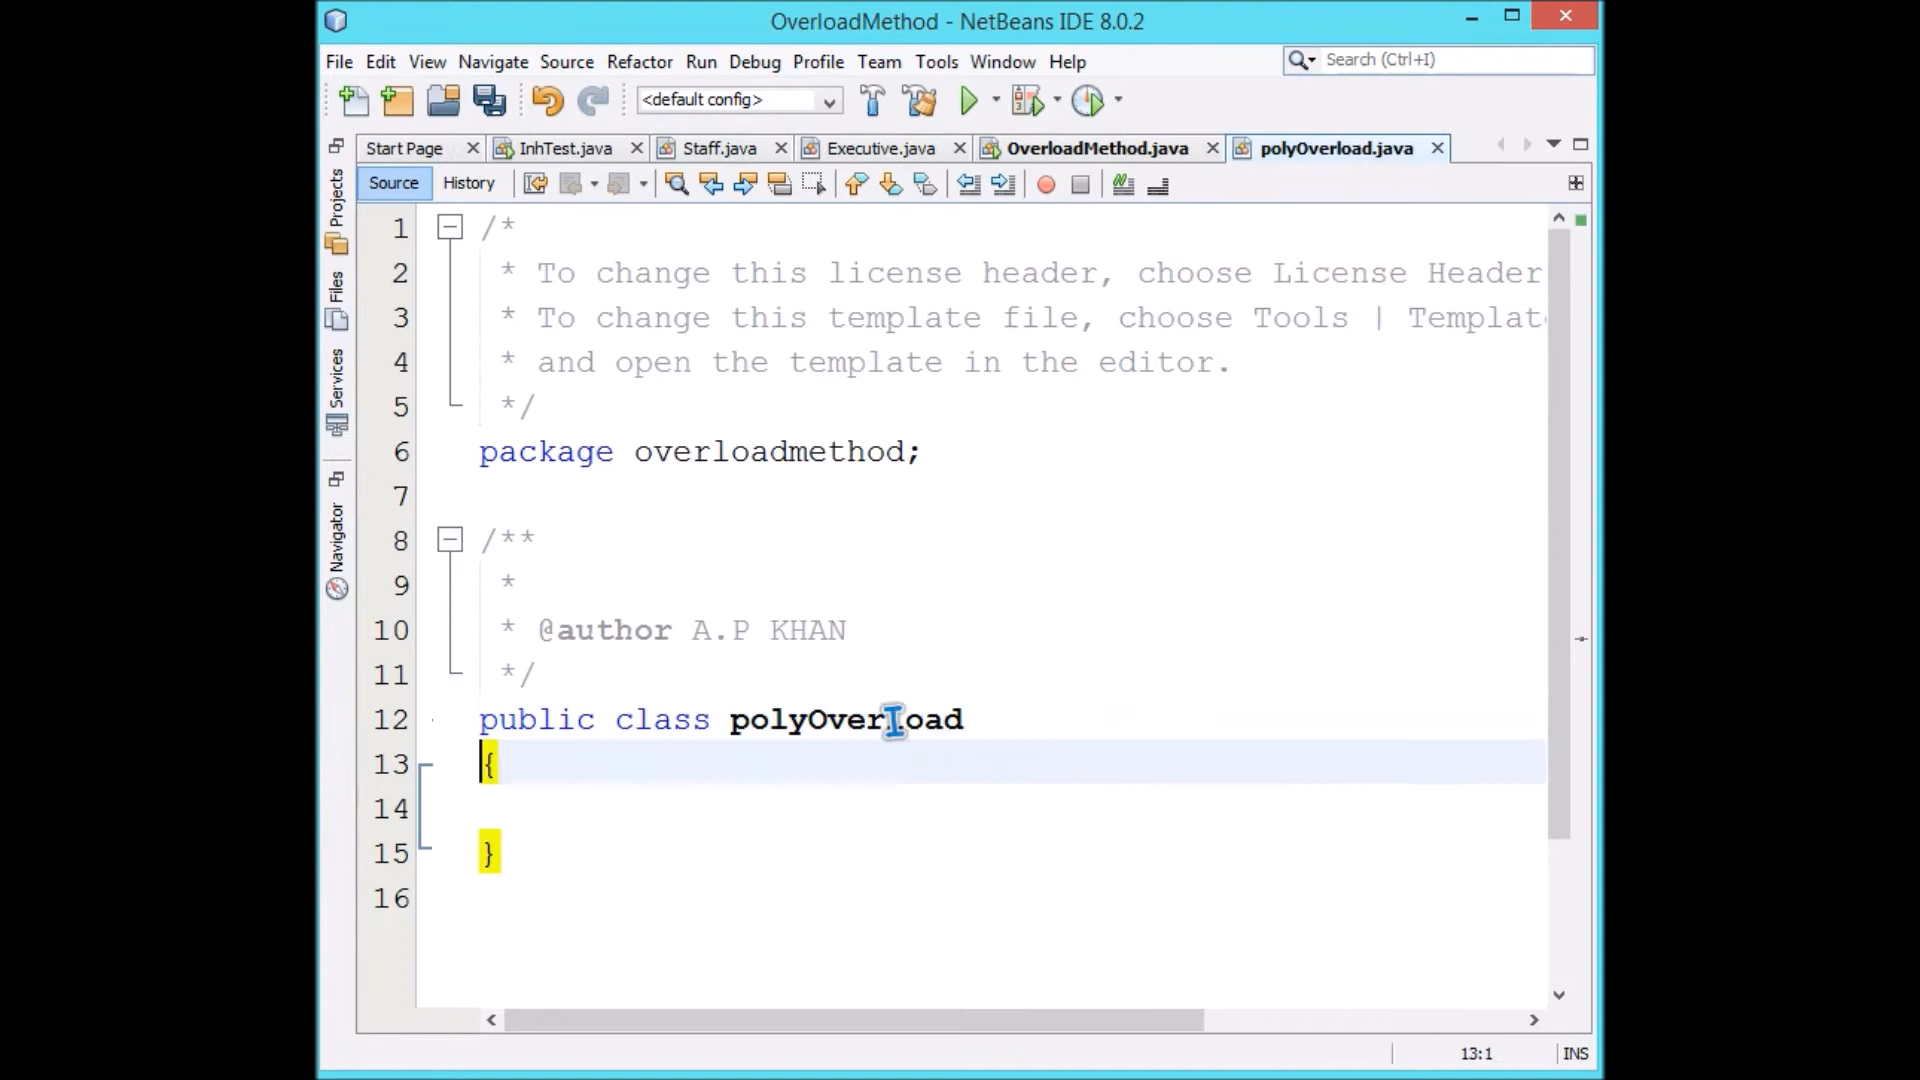 OverloadMethod - NetBeans IDE 8.0.2
File Edit View Navigate Source Refactor Run Debug Profile Team Tools Window Help
Search (Ctrl+I)
<default config>
Start Page InhTest.java Staff.java Executive.java OverloadMethod.java polyOverload.java
Source History
Projects
Files
Services
Navigator
1 /*
2 * To change this license header, choose License Header
3 * To change this template file, choose Tools | Templat
4 * and open the template in the editor.
5 */
6 package overloadmethod;
7
8 /**
9 *
10 * @author A.P KHAN
11 */
12 public class polyOverload
13 {
14
15 }
16
13:1 INS